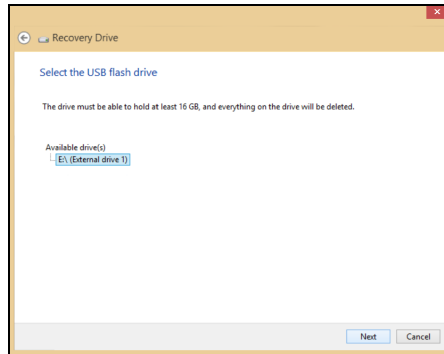 Recovery Drive
Select the USB flash drive
The drive must be able to hold at least 16 GB, and everything on the drive will be deleted.
Available drive(s)
E:\ (External drive 1)
Next Cancel